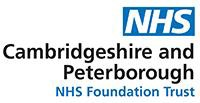 NHS
Cambridgeshire and
Peterborough
NHS Foundation Trust